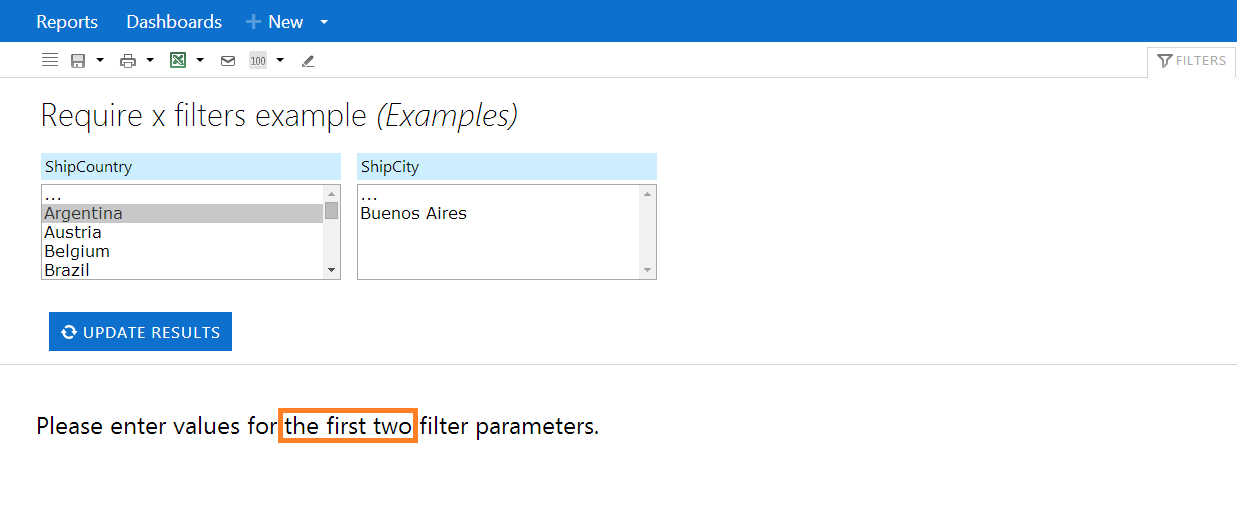 Reports Dashboards New
100 FILTERS
Require x filters example (Examples)
ShipCountry ShipCity
... ...
Argentina Buenos Aires
Austria
Belgium
Brazil
UPDATE RESULTS
Please enter values for the first two filter parameters.